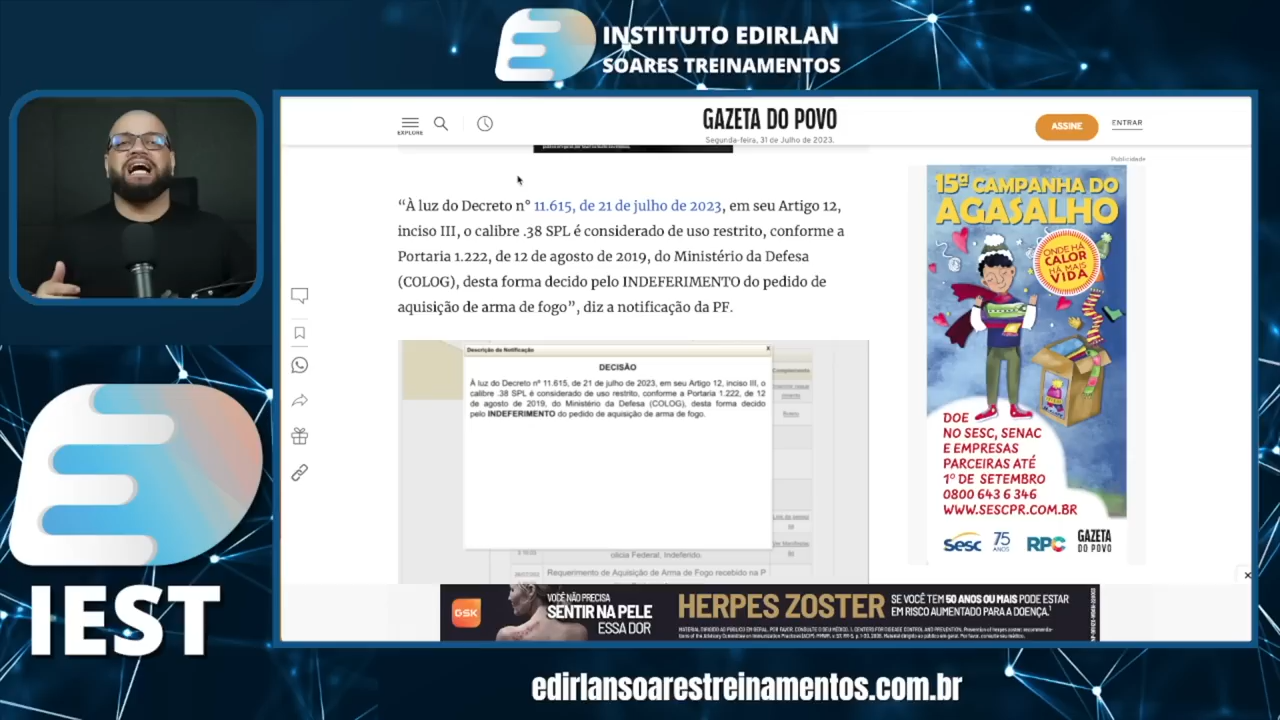 INSTITUTO EDIRLAN
SOARES TREINAMENTOS
EXPLORE
GAZETA DO POVO
Segunda-feira, 31 de Julho de 2023.
ASSINE
ENTRAR
Publicidade
“À luz do Decreto n° 11.615, de 21 de julho de 2023, em seu Artigo 12,
inciso III, o calibre .38 SPL é considerado de uso restrito, conforme a
Portaria 1.222, de 12 de agosto de 2019, do Ministério da Defesa
(COLOG), desta forma decidido pelo INDEFERIMENTO do pedido de
aquisição de arma de fogo”, diz a notificação da PF.
Descrição da Notificação
X
DECISÃO
À luz do Decreto nº 11.615, de 21 de julho de 2023, em seu Artigo 12, inciso III, o
calibre .38 SPL é considerado de uso restrito, conforme a Portaria 1.222, de 12
de agosto de 2019, do Ministério da Defesa (COLOG), desta forma decido
pelo INDEFERIMENTO do pedido de aquisição de arma de fogo.
olícia Federal, Indeferido.
Requerimento de Aquisição de Arma de Fogo recebido na P
15ª CAMPANHA DO
AGASALHO
ONDE HÁ
CALOR
HÁ MAIS
VIDA
DOE
NO SESC, SENAC
E EMPRESAS
PARCEIRAS ATÉ
1º DE SETEMBRO
0800 643 6 346
WWW.SESCPR.COM.BR
Sesc
75
ANOS
RPC
GAZETA
DO POVO
GSK
VOCÊ NÃO PRECISA
SENTIR NA PELE
ESSA DOR
HERPES ZOSTER
SE VOCÊ TEM 50 ANOS OU MAIS PODE ESTAR
EM RISCO AUMENTADO PARA A DOENÇA.¹
IEST
edirlansoarestreinamentos.com.br